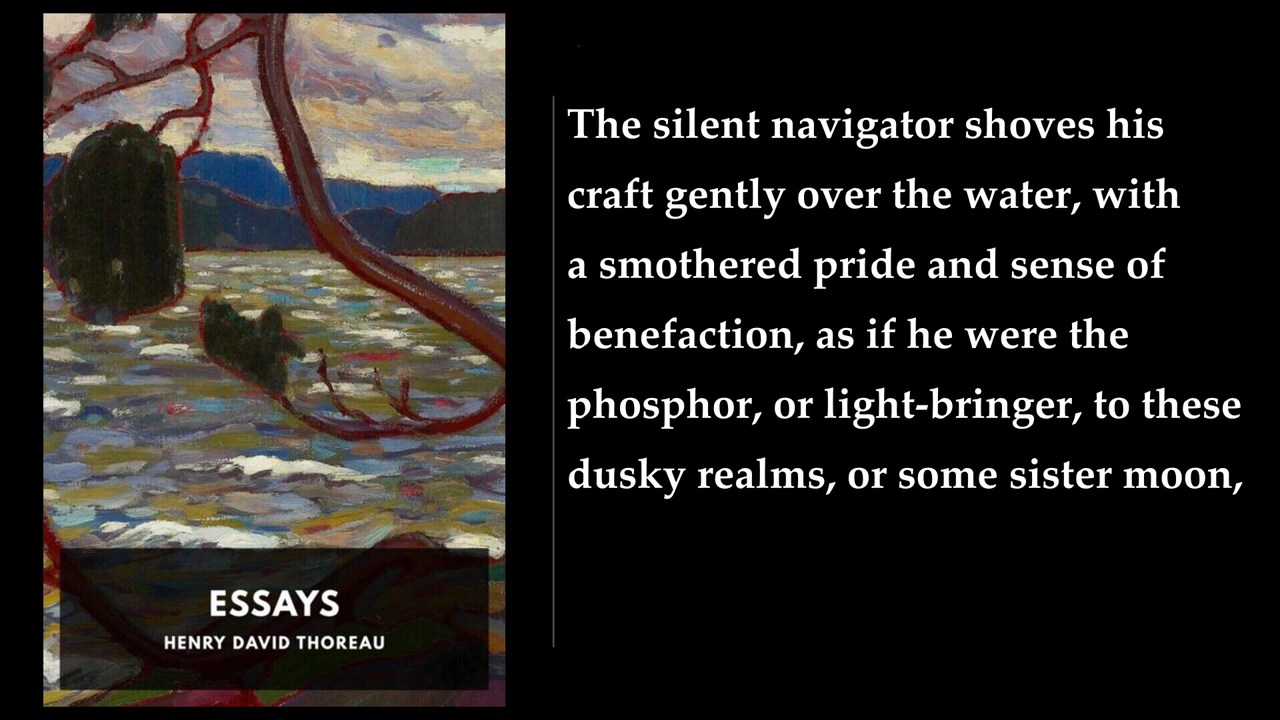 ESSAYS
HENRY DAVID THOREAU
The silent navigator shoves his
craft gently over the water, with
a smothered pride and sense of
benefaction, as if he were the
phosphor, or light-bringer, to these
dusky realms, or some sister moon,